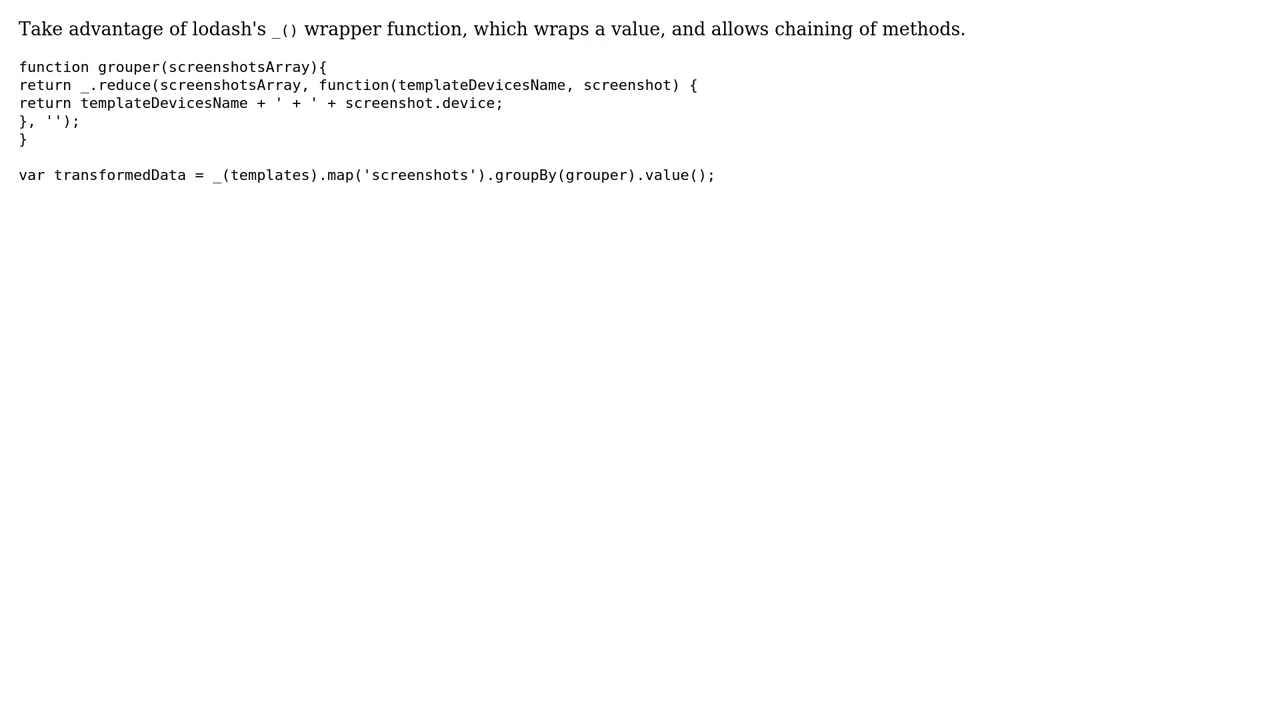 Take advantage of lodash's _() wrapper function, which wraps a value, and allows chaining of methods.
function grouper(screenshotsArray){
return _.reduce(screenshotsArray, function(templateDevicesName, screenshot) {
return templateDevicesName + ' + ' + screenshot.device;
}, '');
}
var transformedData = _(templates).map('screenshots').groupBy(grouper).value();